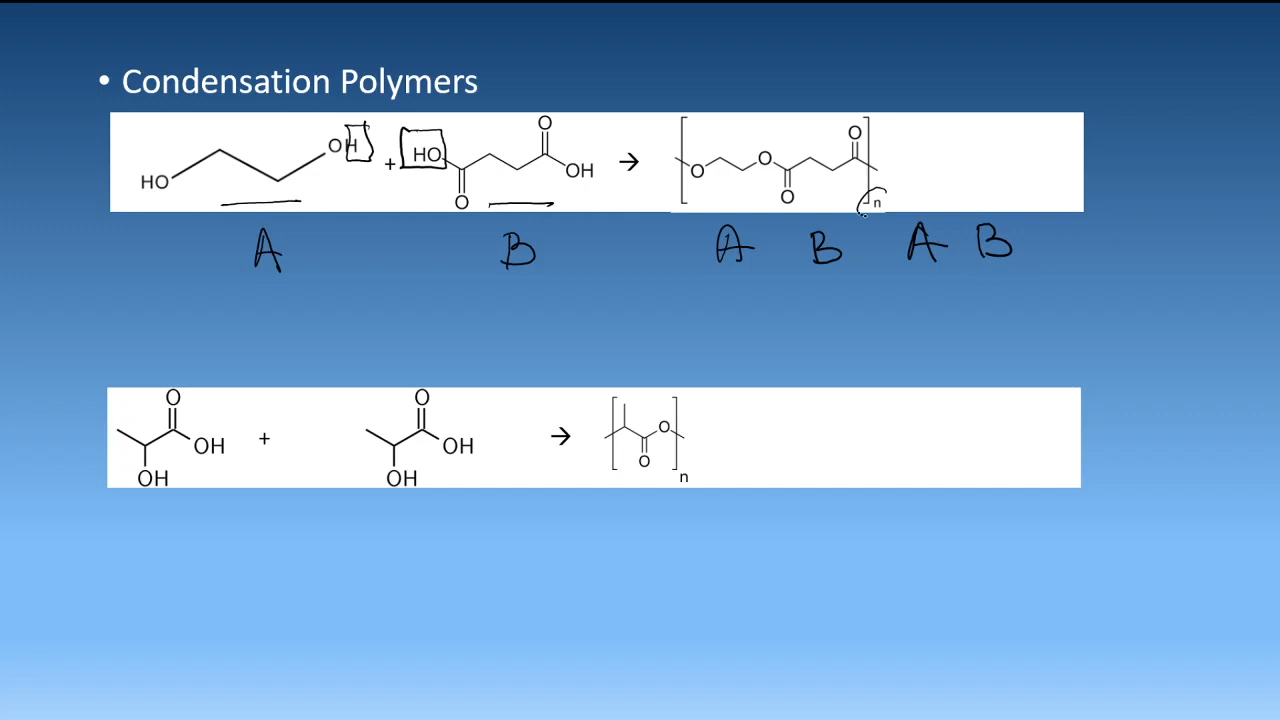 • Condensation Polymers
HO OH + HO O O OH → O O O O n
A B A B A B
O OH OH + O OH OH → O O n